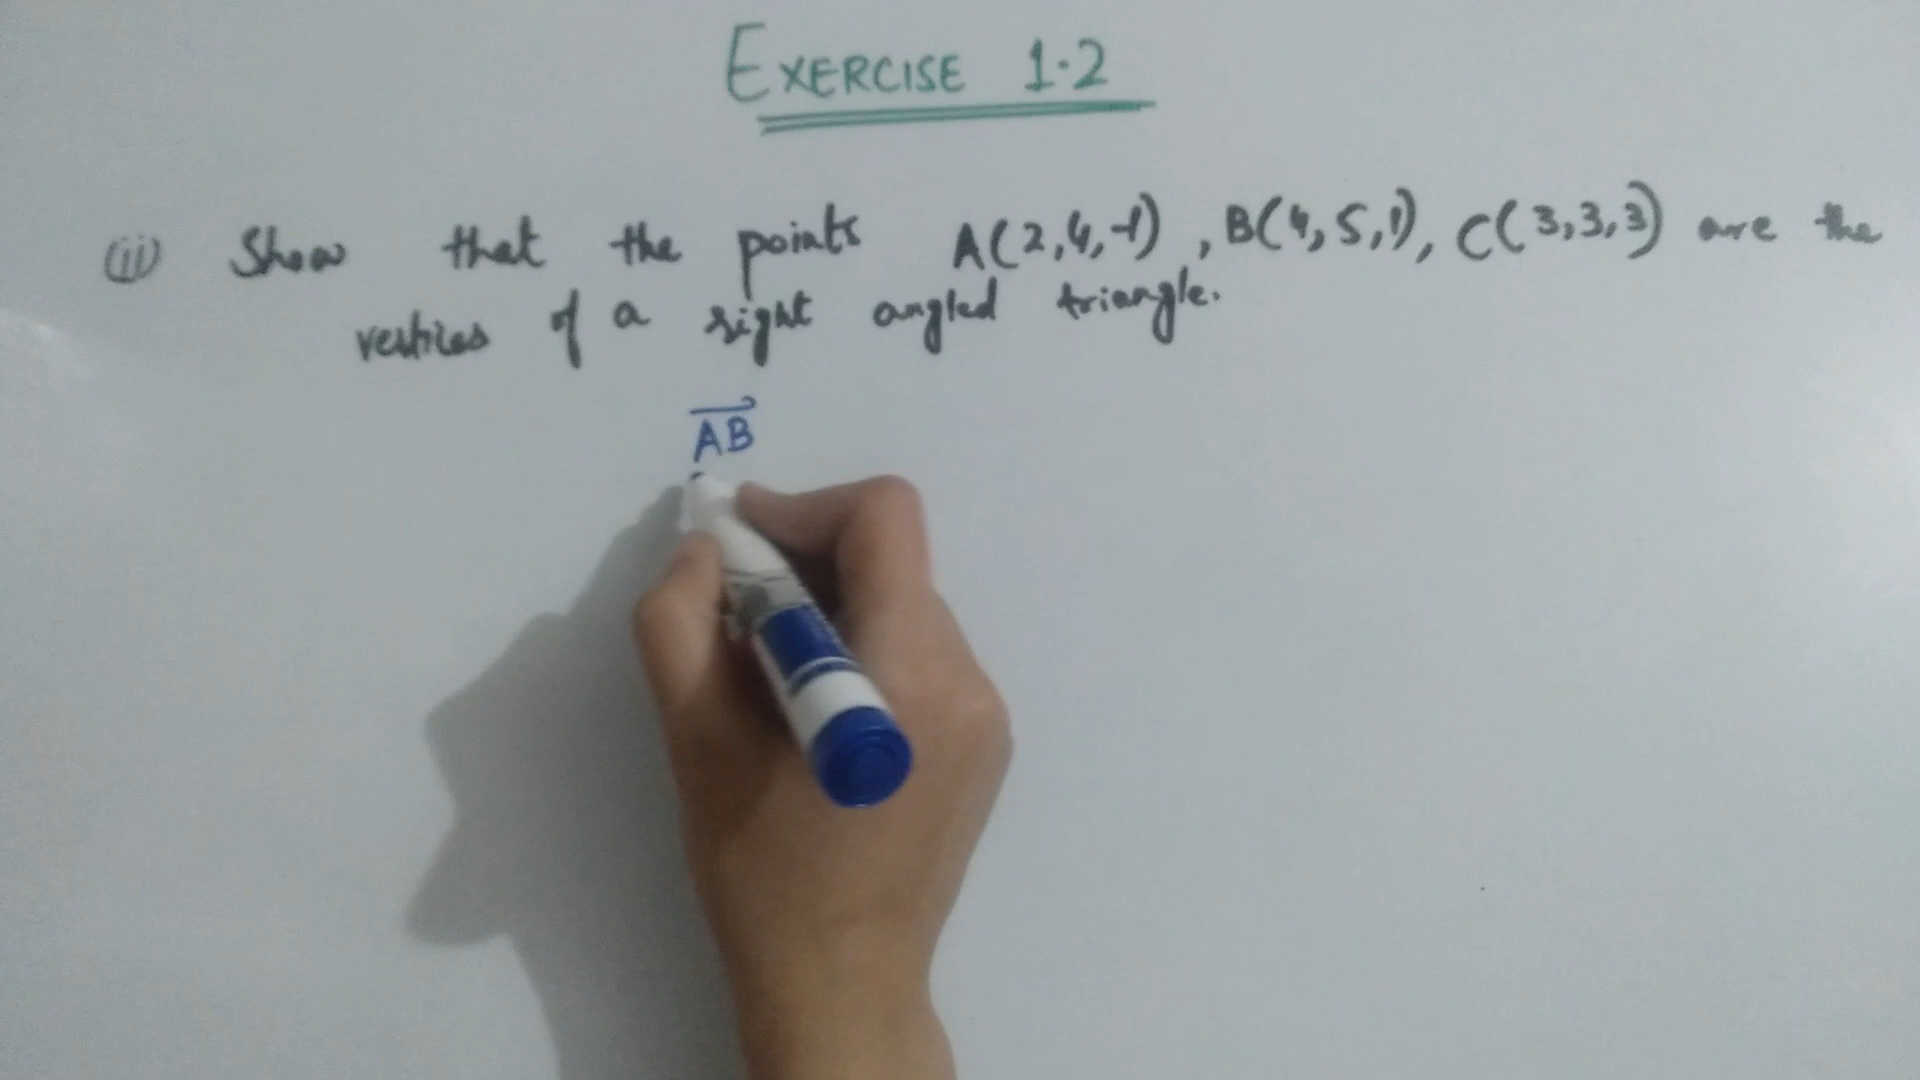 EXERCISE 1.2
(ii) Show that the points A(2,4,-1), B(4,5,1), C(3,3,3) are the
vertices of a right angled triangle.
AB